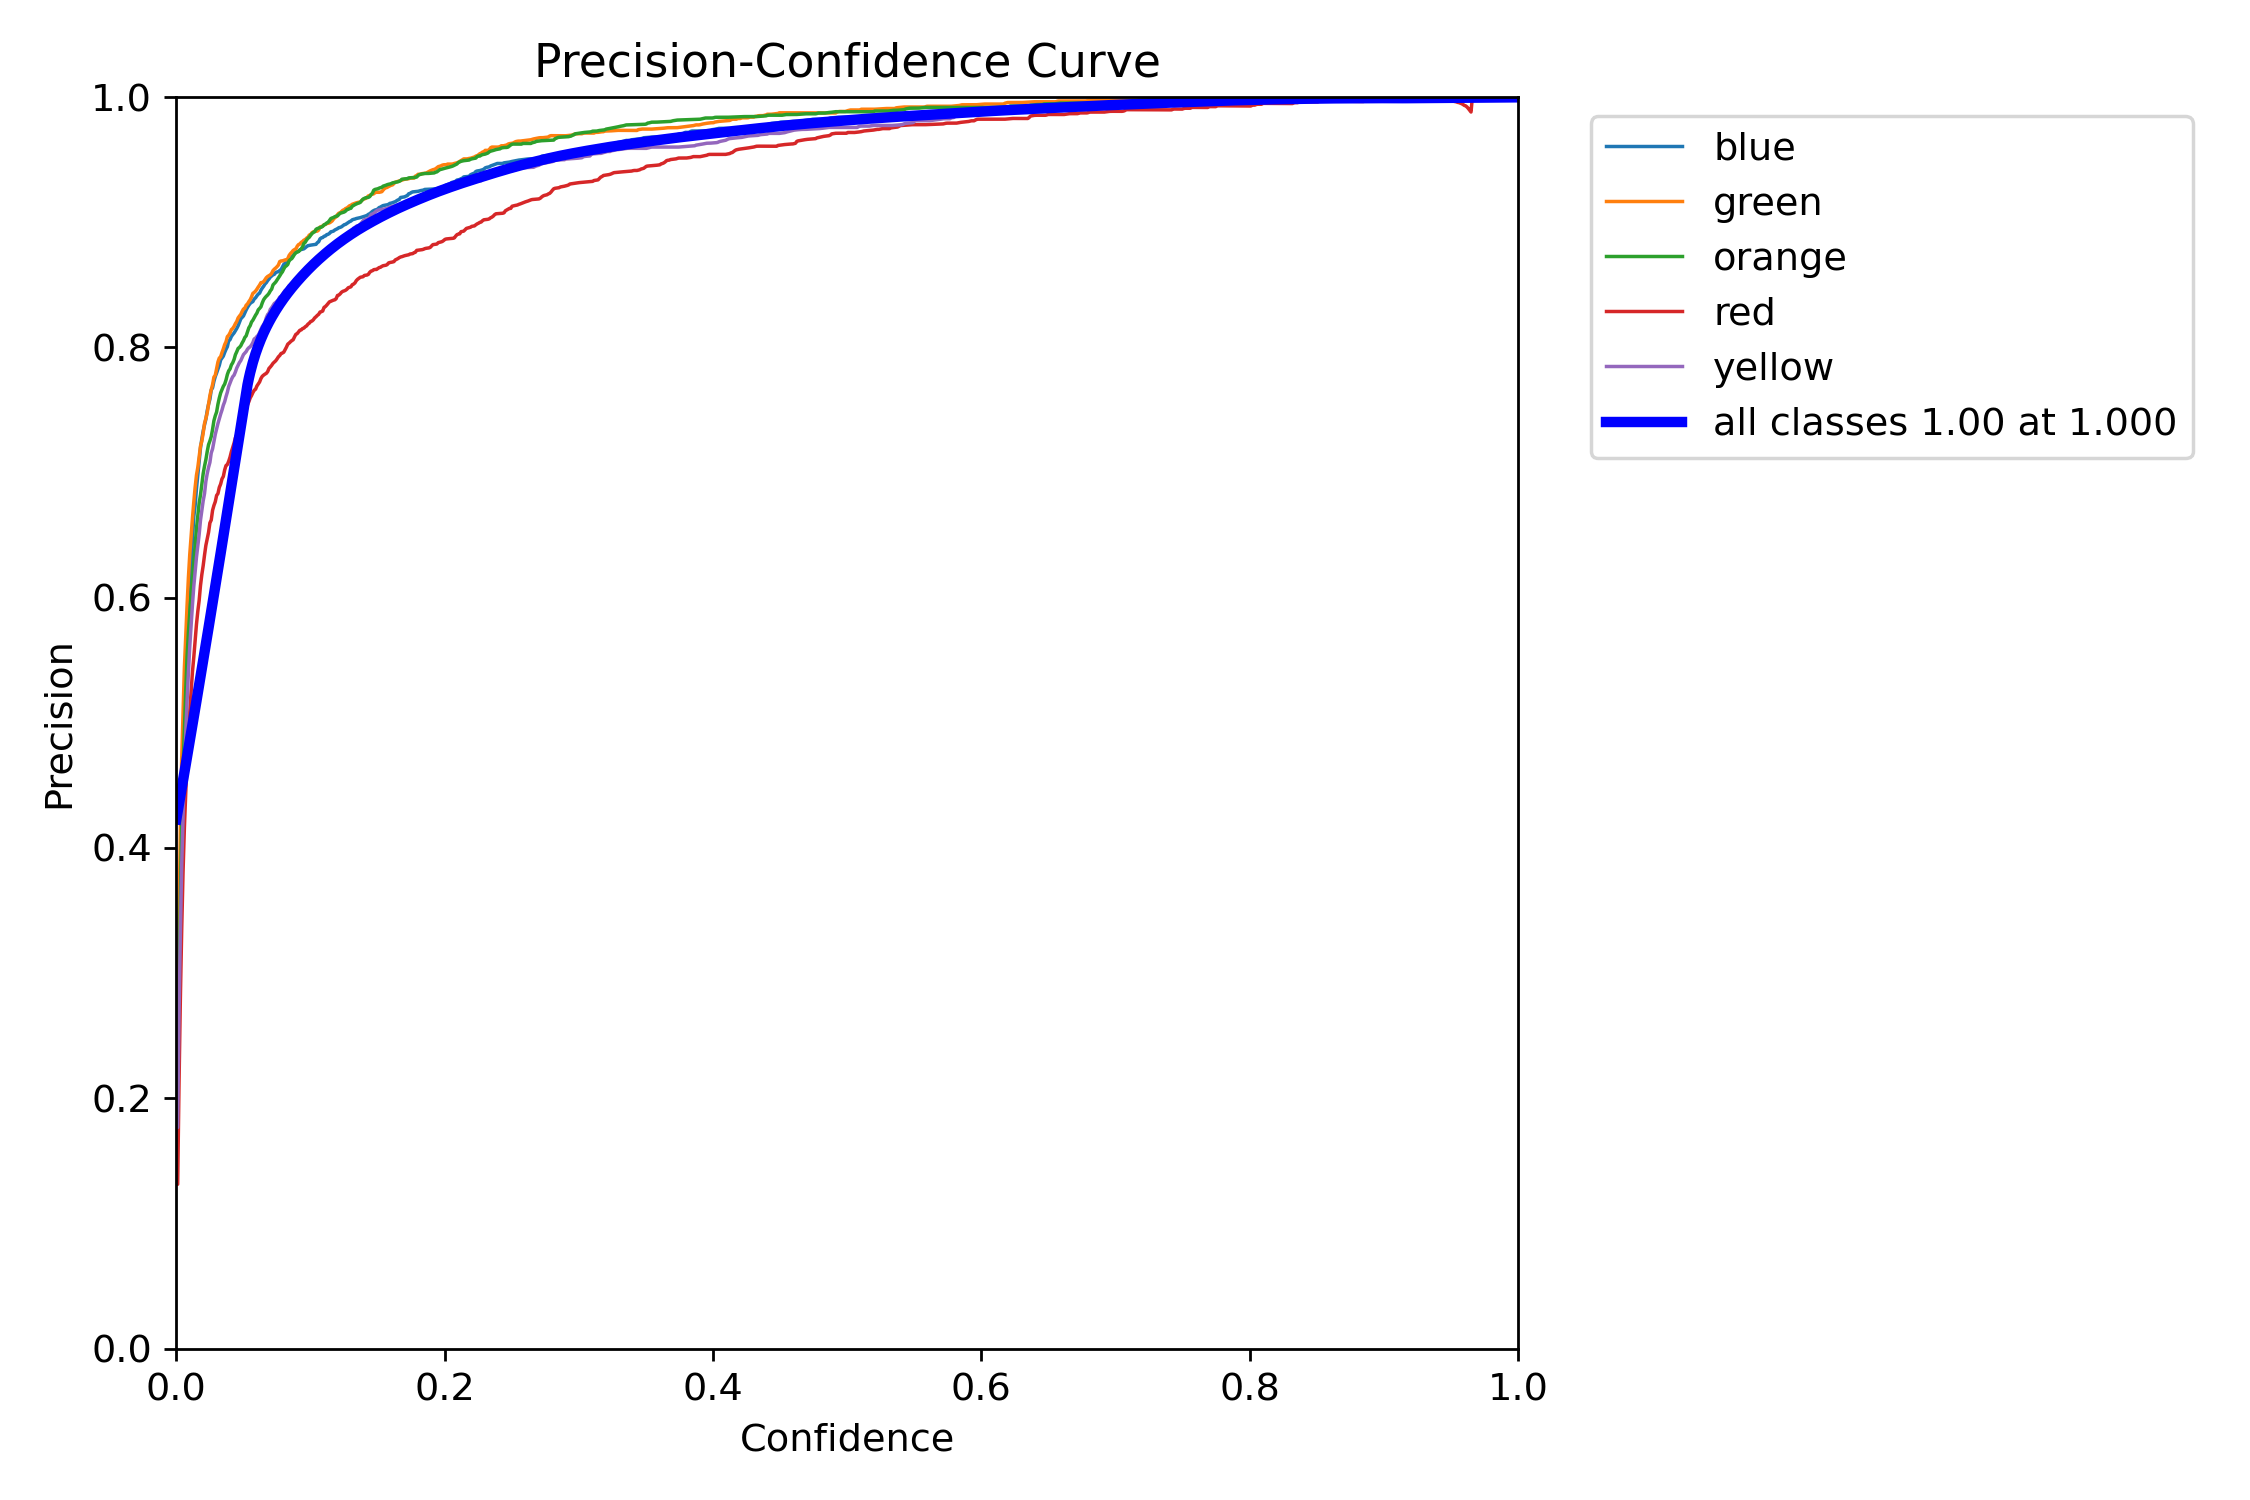 Precision-Confidence Curve
1.0
0.8
0.6
0.4
0.2
0.0
Precision
0.0 0.2 0.4 0.6 0.8 1.0
Confidence
blue
green
orange
red
yellow
all classes 1.00 at 1.000